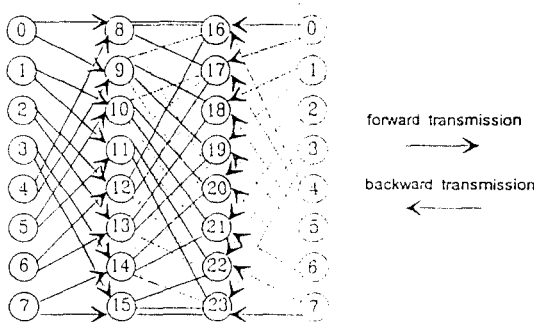 0 8 16 0
1 9 17 1
2 10 18 2
3 11 19 3
4 12 20 4
5 13 21 5
6 14 22 6
7 15 23 7
forward transmission
backward transmission